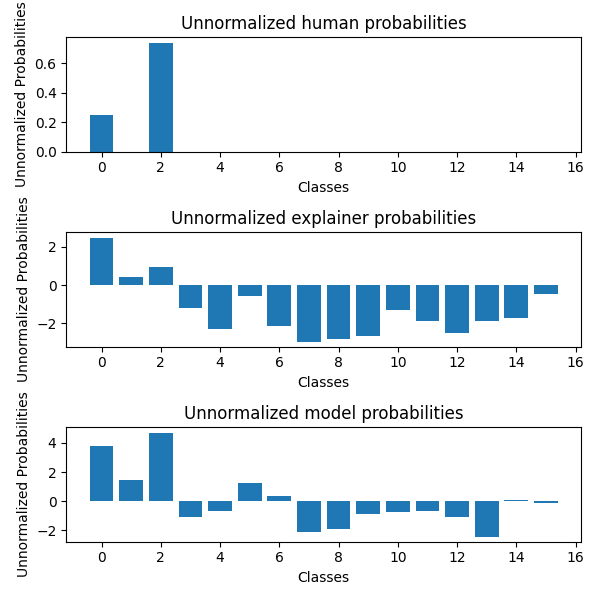 Unnormalized human probabilities
Unnormalized Probabilities
0.6
0.4
0.2
0.0
0 2 4 6 8 10 12 14 16
Classes
Unnormalized explainer probabilities
Unnormalized Probabilities
2
0
−2
0 2 4 6 8 10 12 14 16
Classes
Unnormalized model probabilities
Unnormalized Probabilities
4
2
0
−2
0 2 4 6 8 10 12 14 16
Classes